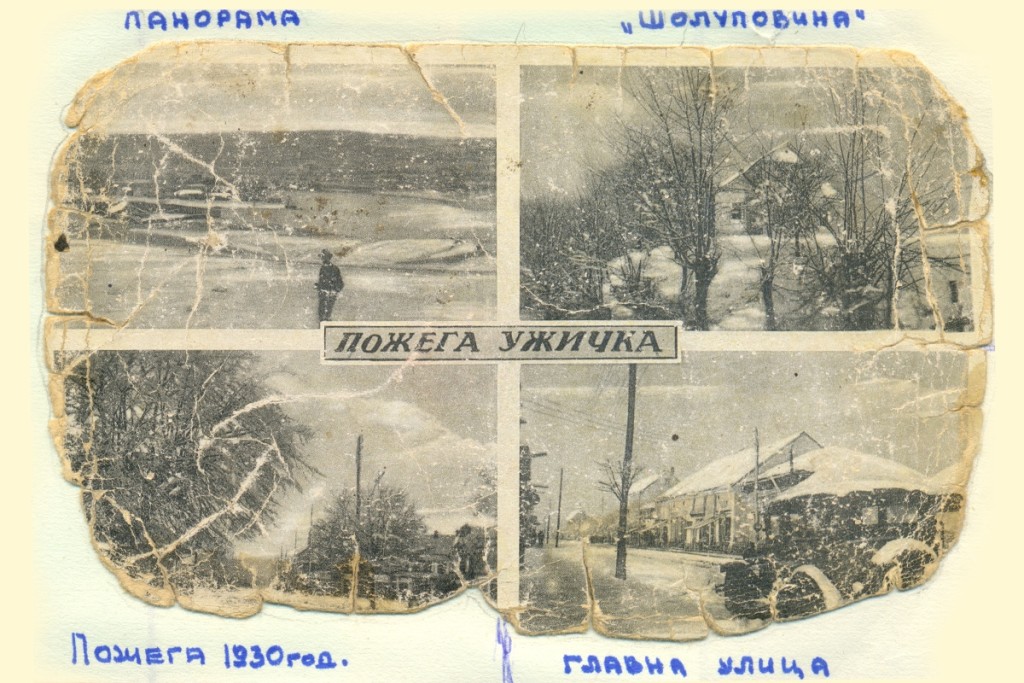 ПАНОРАМА
„ШОЛУПОВИНА"
ПОЖЕГА УЖИЧКА
Пожега 1930 год.
ГЛАВНА УЛИЦА